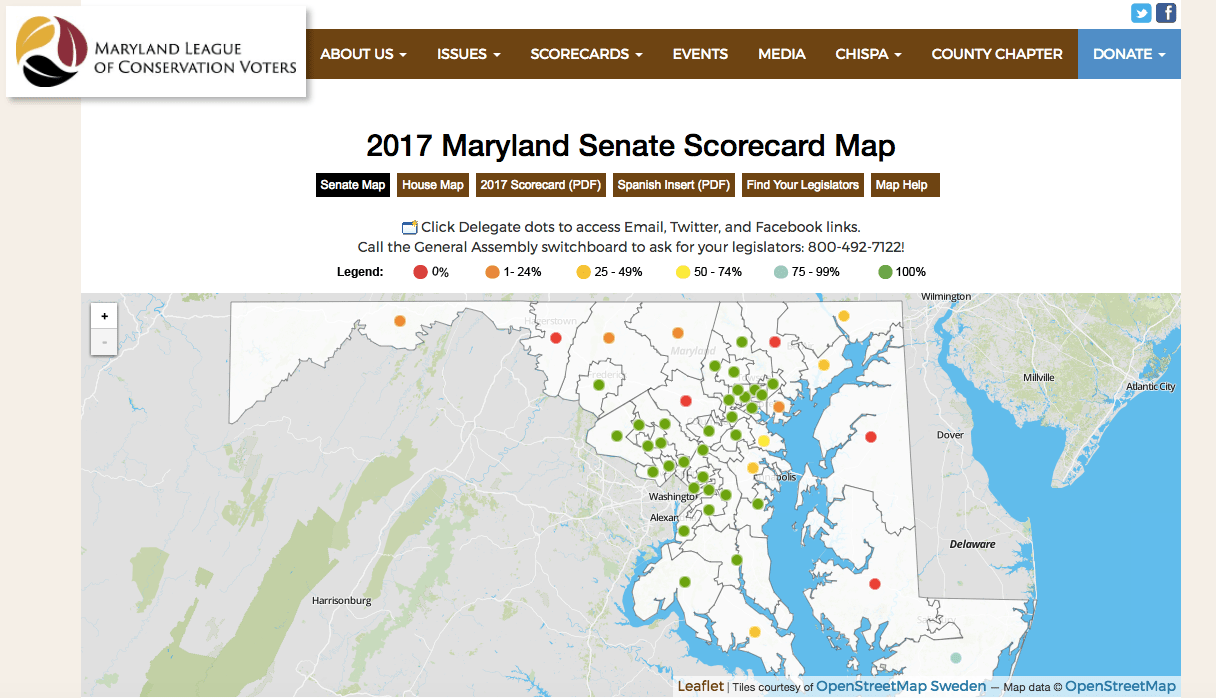 MARYLAND LEAGUE
OF CONSERVATION VOTERS
ABOUT US ISSUES SCORECARDS EVENTS MEDIA CHISPA COUNTY CHAPTER DONATE
2017 Maryland Senate Scorecard Map
Senate Map House Map 2017 Scorecard (PDF) Spanish Insert (PDF) Find Your Legislators Map Help
Click Delegate dots to access Email, Twitter, and Facebook links.
Call the General Assembly switchboard to ask for your legislators: 800-492-7122!
Legend: 0% 1- 24% 25 - 49% 50 - 74% 75 - 99% 100%
+
-
Wilmington
Hagerstown
Maryland
Millville
Atlantic City
Dover
Washingto
Alexan
Delaware
Harrisonburg
Leaflet | Tiles courtesy of OpenStreetMap Sweden — Map data © OpenStreetMap